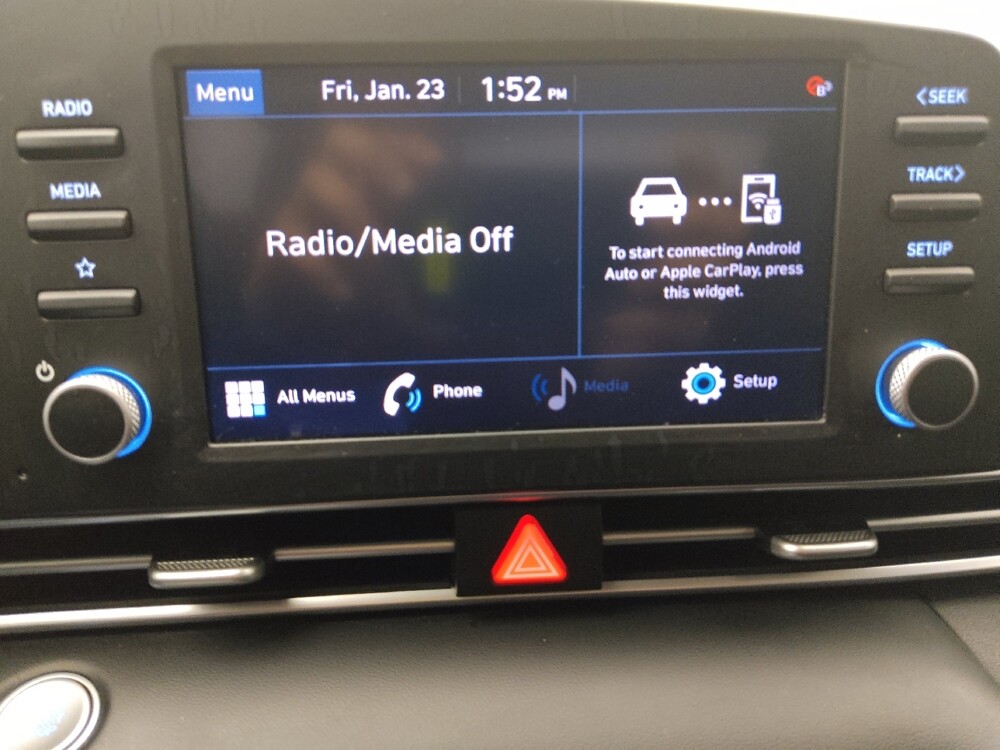 Menu
Fri, Jan. 23
1:52 PM
RADIO
MEDIA
<SEEK
TRACK>
SETUP
Radio/Media Off
To start connecting Android
Auto or Apple CarPlay, press
this widget.
All Menus
Phone
Media
Setup